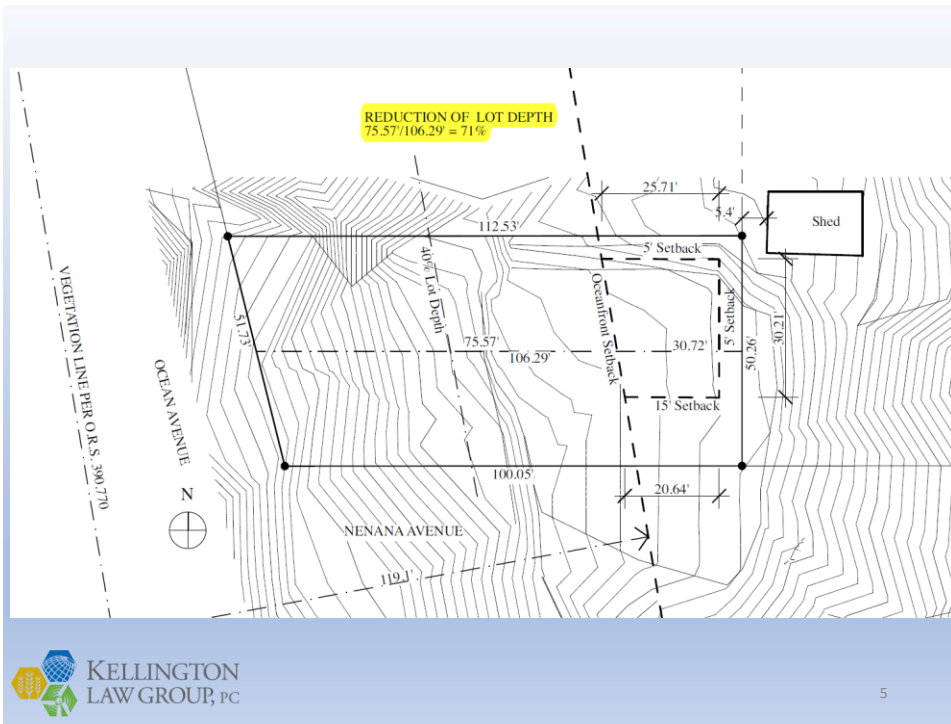 REDUCTION OF LOT DEPTH
75.57'/106.29' = 71%
25.71'
5.4'
Shed
112.53'
5' Setback
VEGETATION LINE PER O.R.S. 390.770
40% Lot Depth
Oceanfront Setback
5' Setback
30.21'
51.73'
75.57'
106.29'
30.72'
50.26'
OCEAN AVENUE
15' Setback
100.05'
20.64'
N
NENANA AVENUE
119.1'
KELLINGTON
LAW GROUP, PC
5